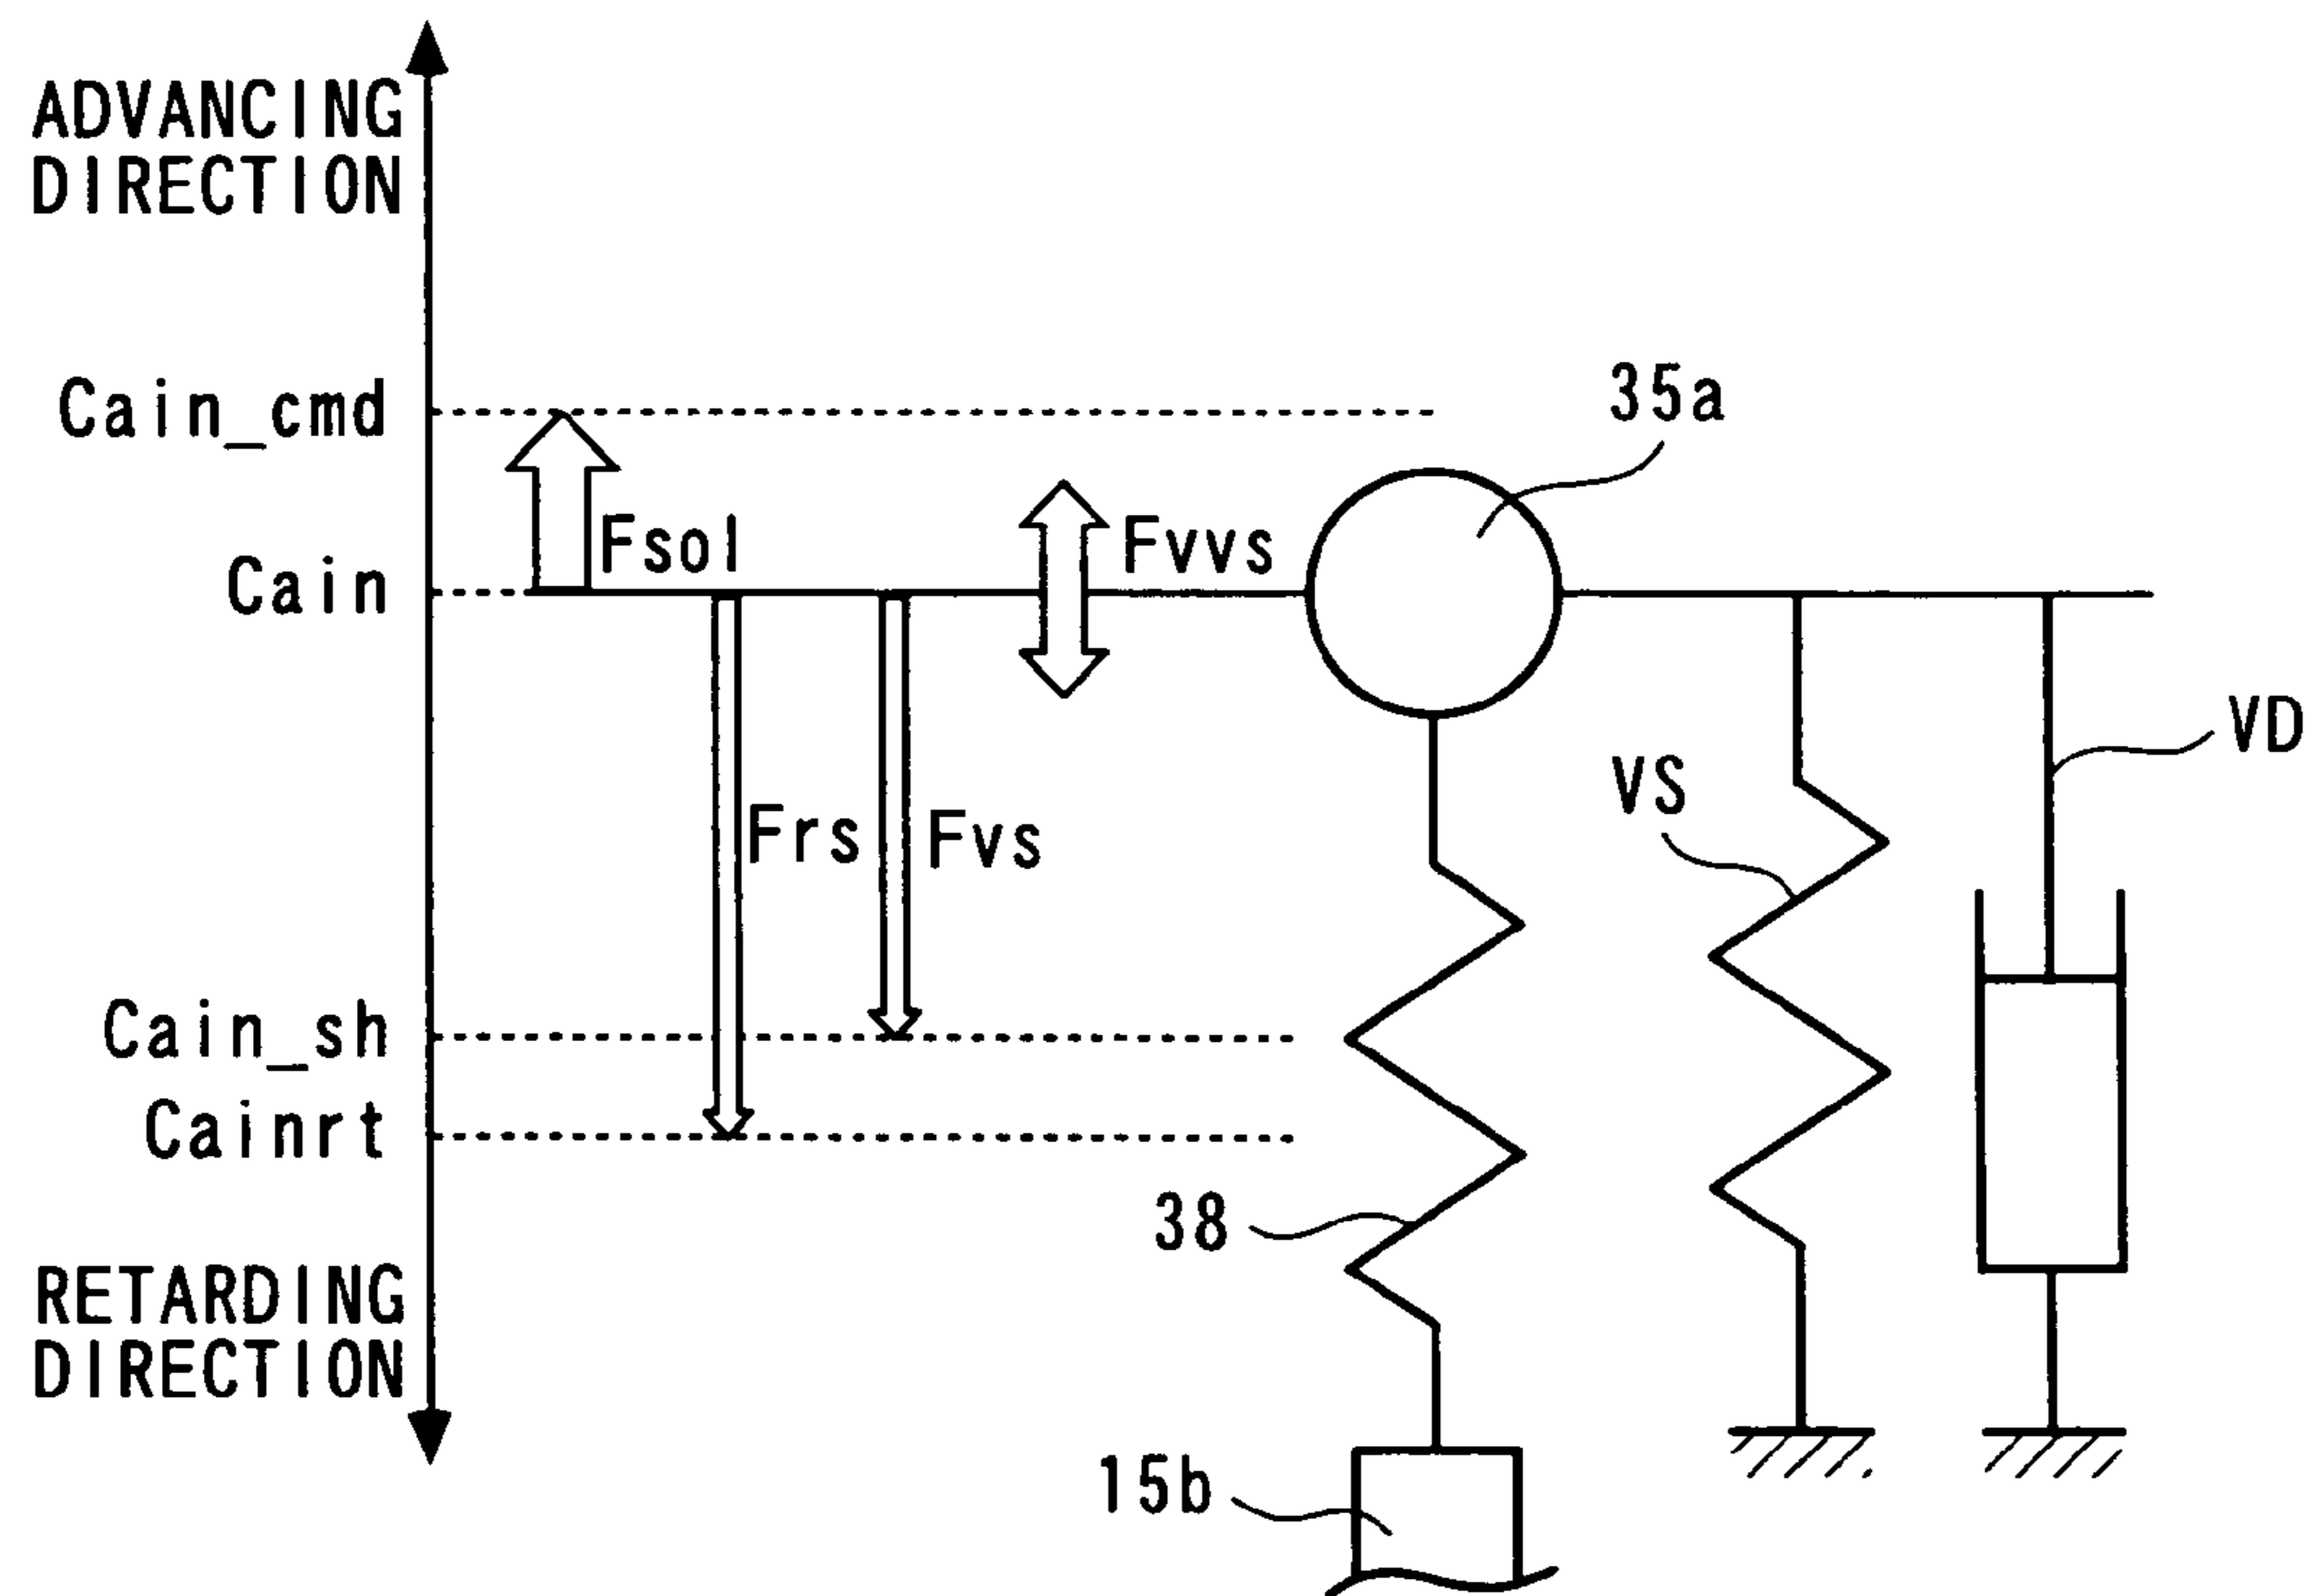 ADVANCING
DIRECTION
Cain_cmd
35a
Fsol
Fvvs
Cain
VD
VS
Frs
Fvs
Cain_sh
Cainrt
38
RETARDING
DIRECTION
15b